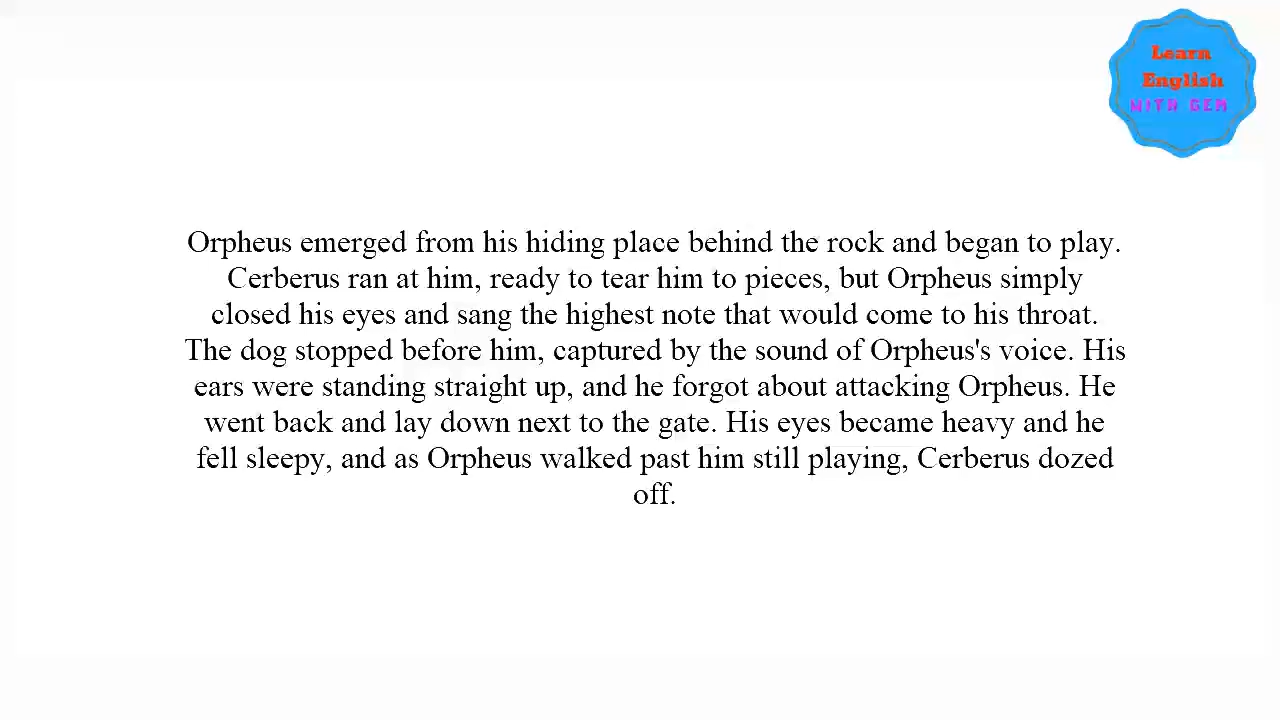 Learn
English
WITH GEM
Orpheus emerged from his hiding place behind the rock and began to play.
Cerberus ran at him, ready to tear him to pieces, but Orpheus simply
closed his eyes and sang the highest note that would come to his throat.
The dog stopped before him, captured by the sound of Orpheus's voice. His
ears were standing straight up, and he forgot about attacking Orpheus. He
went back and lay down next to the gate. His eyes became heavy and he
fell sleepy, and as Orpheus walked past him still playing, Cerberus dozed
off.